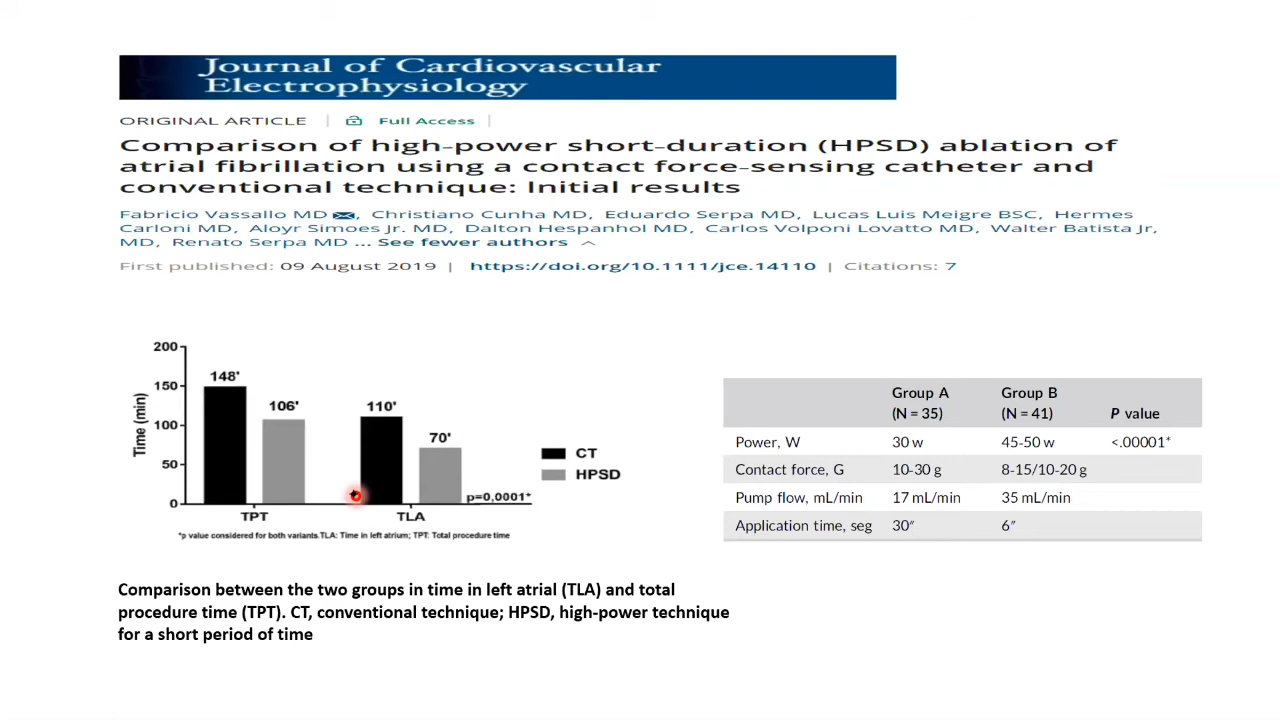 Journal of Cardiovascular
Electrophysiology
ORIGINAL ARTICLE | Full Access |
Comparison of high-power short-duration (HPSD) ablation of
atrial fibrillation using a contact force-sensing catheter and
conventional technique: Initial results
Fabricio Vassallo MD, Christiano Cunha MD, Eduardo Serpa MD, Lucas Luis Meigre BSC, Hermes
Carloni MD, Aloyr Simoes Jr. MD, Dalton Hespanhol MD, Carlos Volponi Lovatto MD, Walter Batista Jr,
MD, Renato Serpa MD ... See fewer authors
First published: 09 August 2019 | https://doi.org/10.1111/jce.14110 | Citations: 7
Time (min)
200
150
100
50
0
148'
106'
110'
70'
p=0,0001*
TPT
TLA
CT
HPSD
*p value considered for both variants.TLA: Time in left atrium; TPT: Total procedure time
Group A Group B
(N = 35) (N = 41) P value
Power, W 30 w 45-50 w <.00001*
Contact force, G 10-30 g 8-15/10-20 g
Pump flow, mL/min 17 mL/min 35 mL/min
Application time, seg 30″ 6″
Comparison between the two groups in time in left atrial (TLA) and total
procedure time (TPT). CT, conventional technique; HPSD, high-power technique
for a short period of time